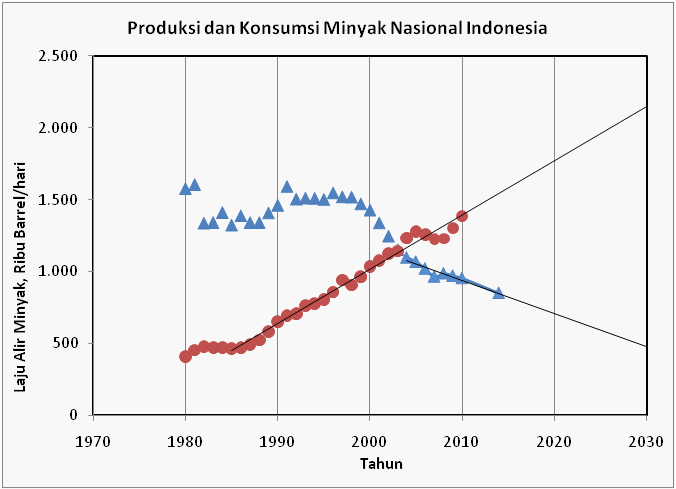 Produksi dan Konsumsi Minyak Nasional Indonesia
2.500
2.000
1.500
1.000
500
0
Laju Alir Minyak, Ribu Barrel/hari
1970 1980 1990 2000 2010 2020 2030
Tahun